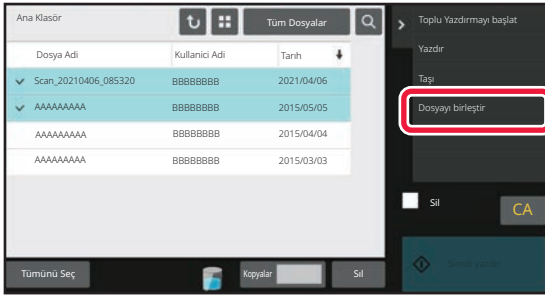 Ana Klasör
Tüm Dosyalar
Dosya Adi
Kullanici Adi
Tarıh
Scan_20210406_085320
BBBBBBBB
2021/04/06
AAAAAAAAA
BBBBBBBB
2015/05/05
AAAAAAAAA
BBBBBBBB
2015/04/04
AAAAAAAAA
BBBBBBBB
2015/03/03
Tümünü Seç
Kopyalar
Sıl
Toplu Yazdırmayı başlat
Yazdır
Taşı
Dosyayı birleştir
Sil
CA